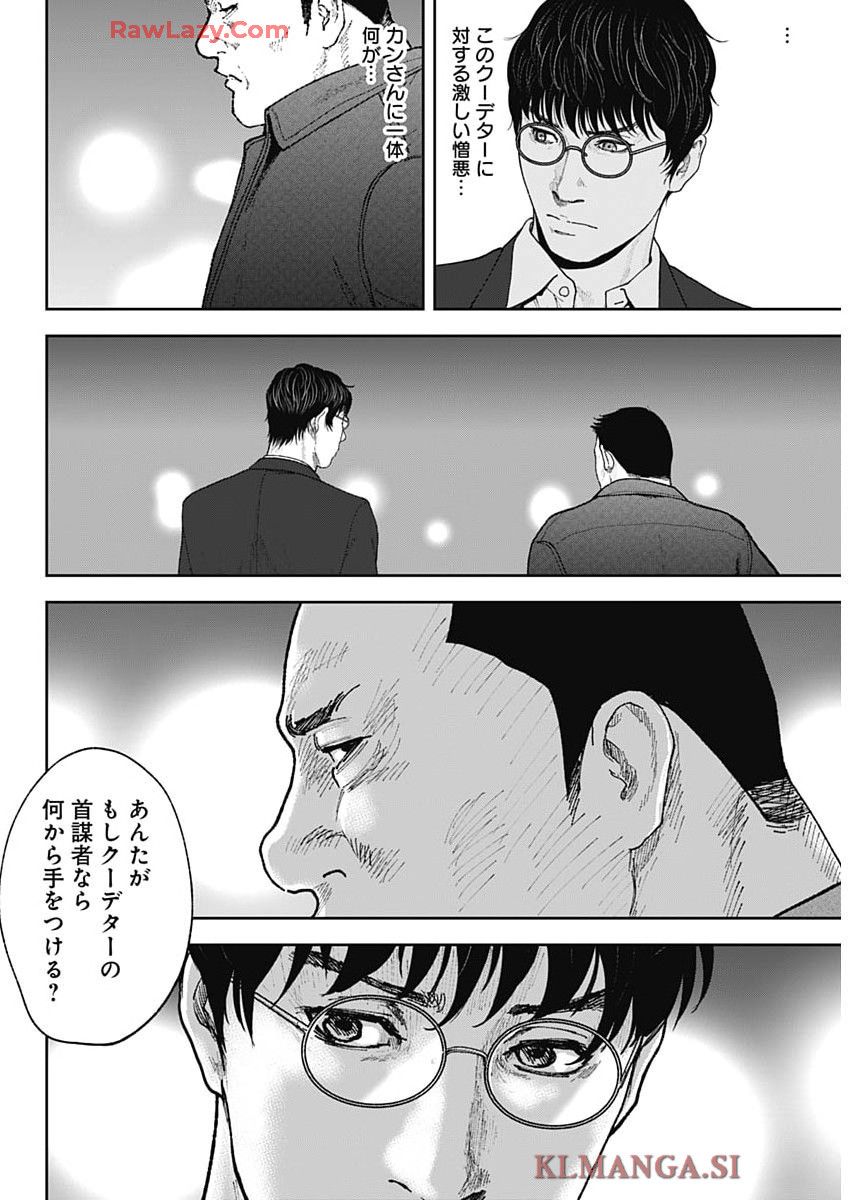 …
このクーデターに
対する激しい憎悪…
カンさんに一体
何が…
あんたが
もしクーデターの
首謀者なら
何から手をつける?
RawLazy.Com
KLMANGA.SI